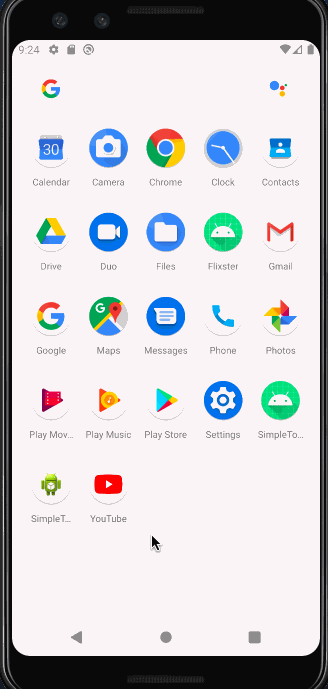 9:24
30
Calendar Camera Chrome Clock Contacts
Drive Duo Files Flixster Gmail
Google Maps Messages Phone Photos
Play Mov... Play Music Play Store Settings SimpleTo...
SimpleT... YouTube